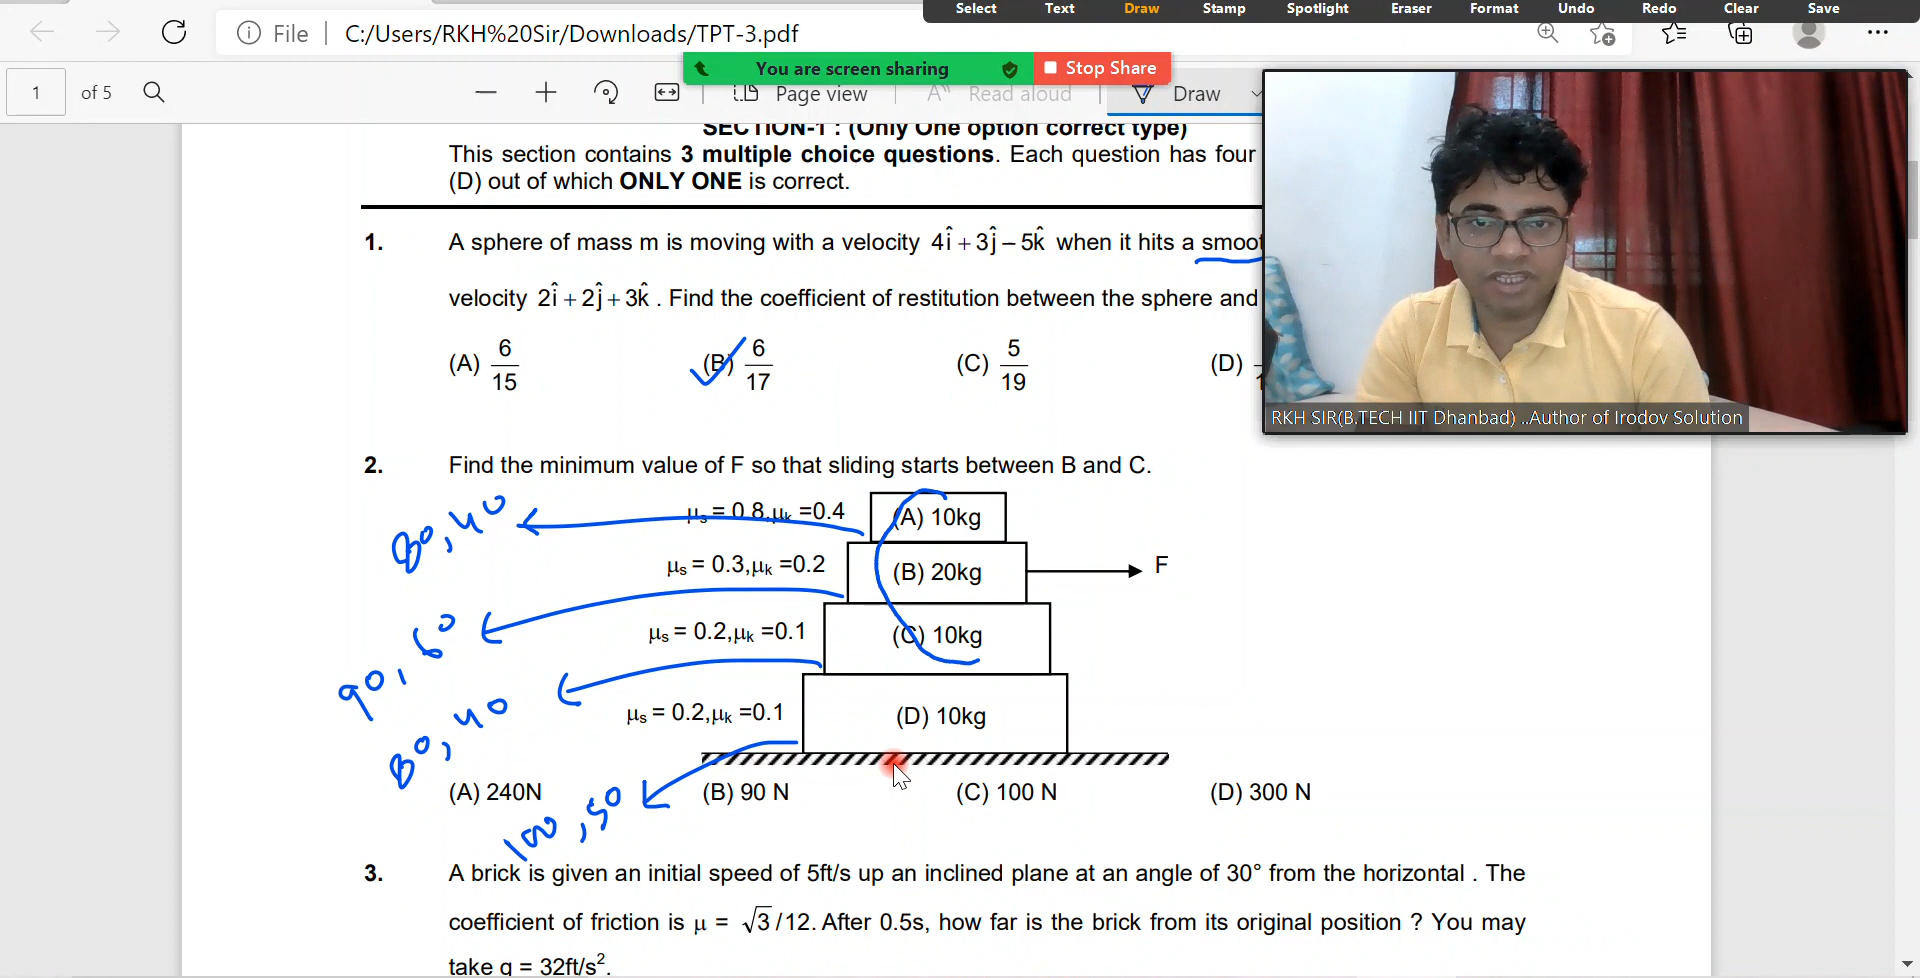 Select Text Draw Stamp Spotlight Eraser Format Undo Redo Clear Save
File C:/Users/RKH%20Sir/Downloads/TPT-3.pdf
You are screen sharing Stop Share
1 of 5 Page view Read aloud Draw
SECTION-1 : (Only One option correct type)
This section contains 3 multiple choice questions. Each question has four
(D) out of which ONLY ONE is correct.
1. A sphere of mass m is moving with a velocity 4î + 3ĵ – 5k̂ when it hits a smoot
velocity 2î + 2ĵ + 3k̂ . Find the coefficient of restitution between the sphere and
(A) 6/15 (B) 6/17 (C) 5/19 (D)
RKH SIR(B.TECH IIT Dhanbad) ..Author of Irodov Solution
2. Find the minimum value of F so that sliding starts between B and C.
80, 40
μs = 0.8,μk =0.4 (A) 10kg
μs = 0.3,μk =0.2 (B) 20kg F
90, 60
μs = 0.2,μk =0.1 (C) 10kg
80, 40
μs = 0.2,μk =0.1 (D) 10kg
100, 50
(A) 240N (B) 90 N (C) 100 N (D) 300 N
3. A brick is given an initial speed of 5ft/s up an inclined plane at an angle of 30° from the horizontal . The
coefficient of friction is μ = √3/12. After 0.5s, how far is the brick from its original position ? You may
take g = 32ft/s².